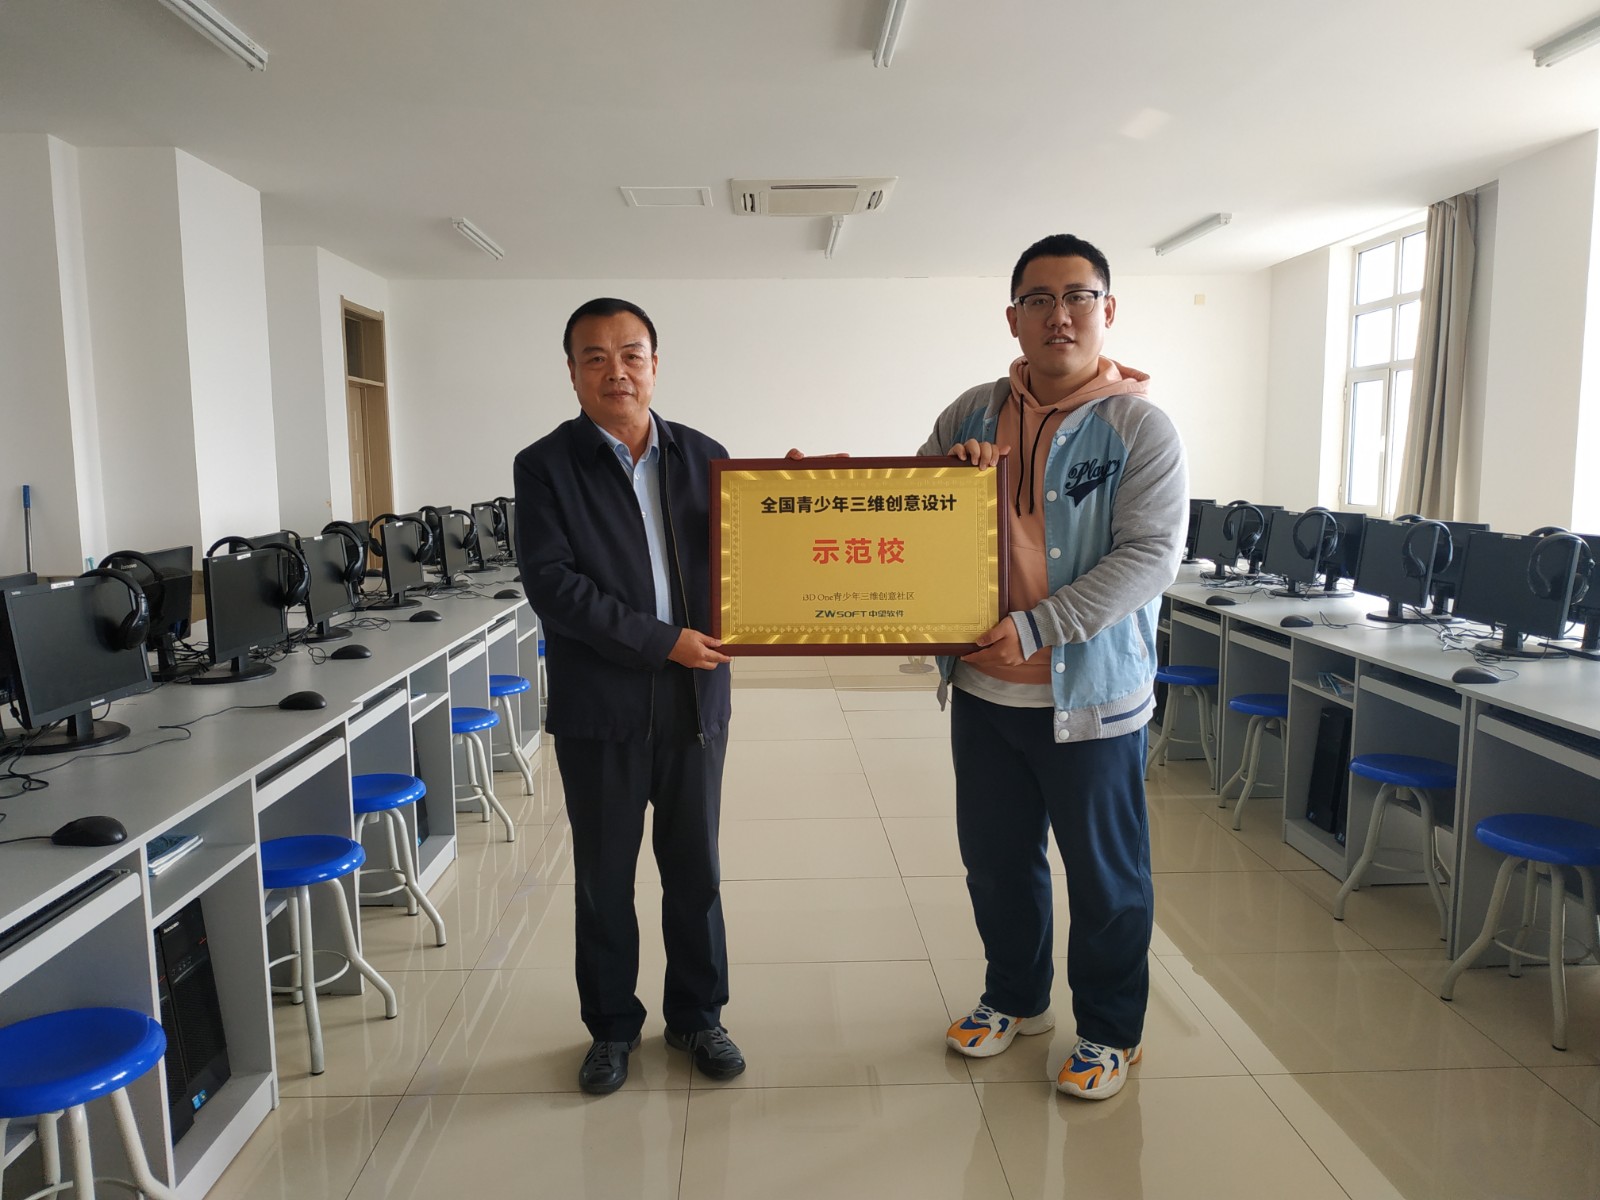 全国青少年三维创意设计
示范校
i3D One青少年三维创意社区
ZWSOFT 中望软件